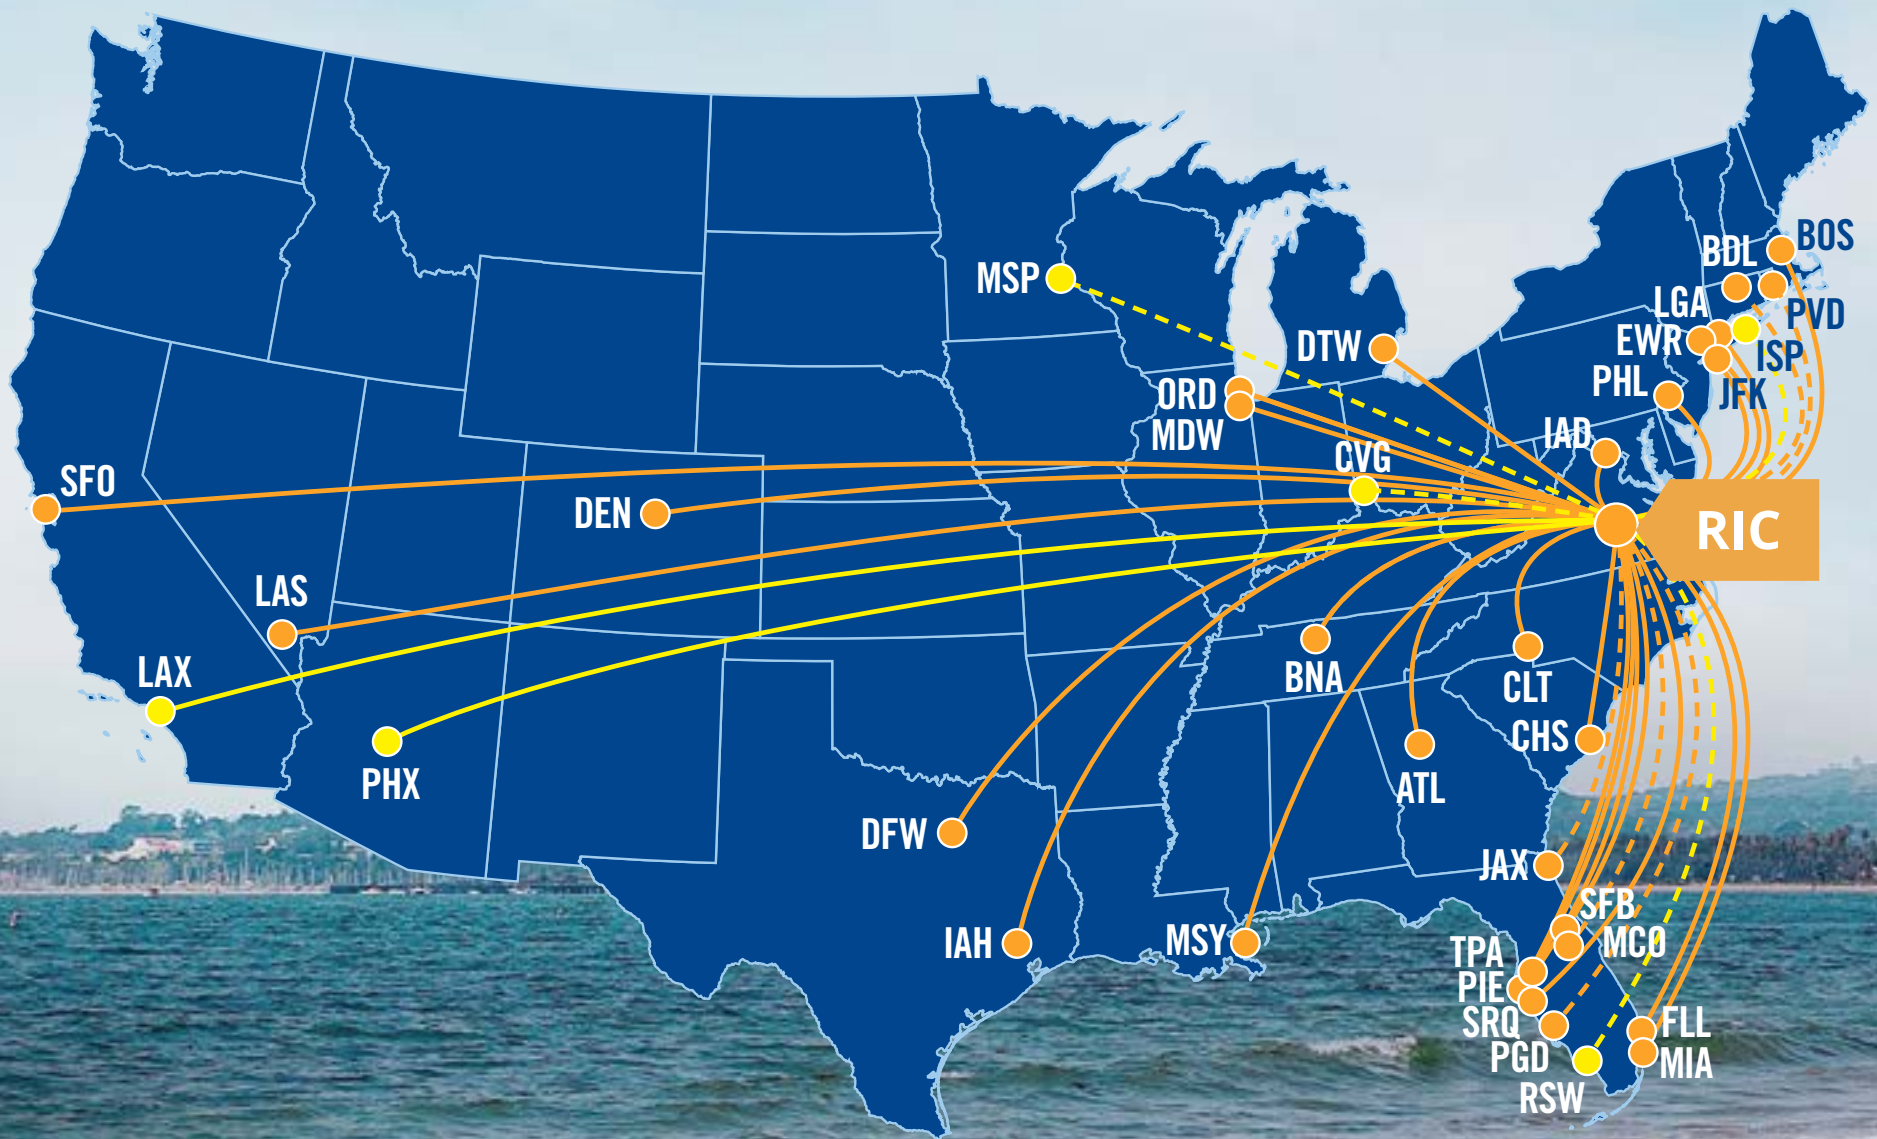 BOS
BDL
MSP
LGA
PVD
EWR
DTW
ISP
PHL
ORD
JFK
MDW
IAD
CVG
SFO
DEN
RIC
LAS
LAX
BNA
CLT
CHS
PHX
ATL
DFW
JAX
SFB
IAH
MSY
MCO
TPA
PIE
SRQ
FLL
PGD
MIA
RSW